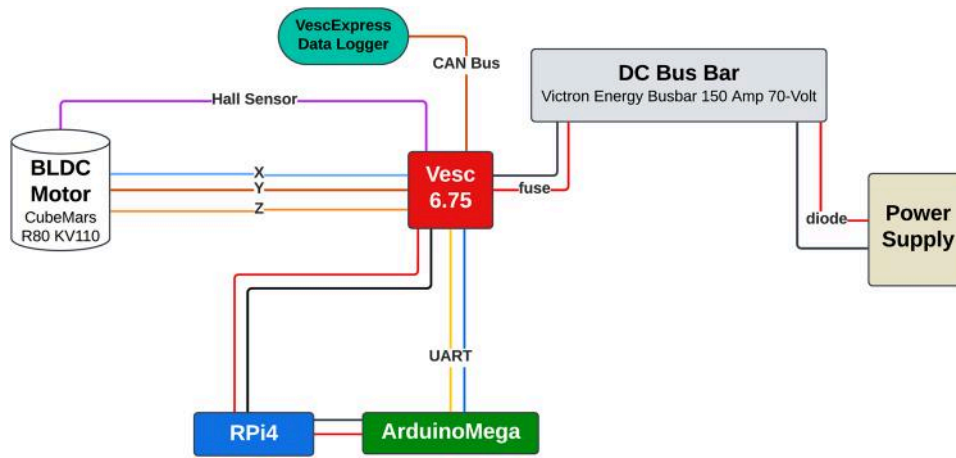 VescExpress
Data Logger
CAN Bus
DC Bus Bar
Victron Energy Busbar 150 Amp 70-Volt
Hall Sensor
BLDC
Motor
CubeMars
R80 KV110
X
Y
Z
Vesc
6.75
fuse
diode
Power
Supply
UART
RPi4
ArduinoMega